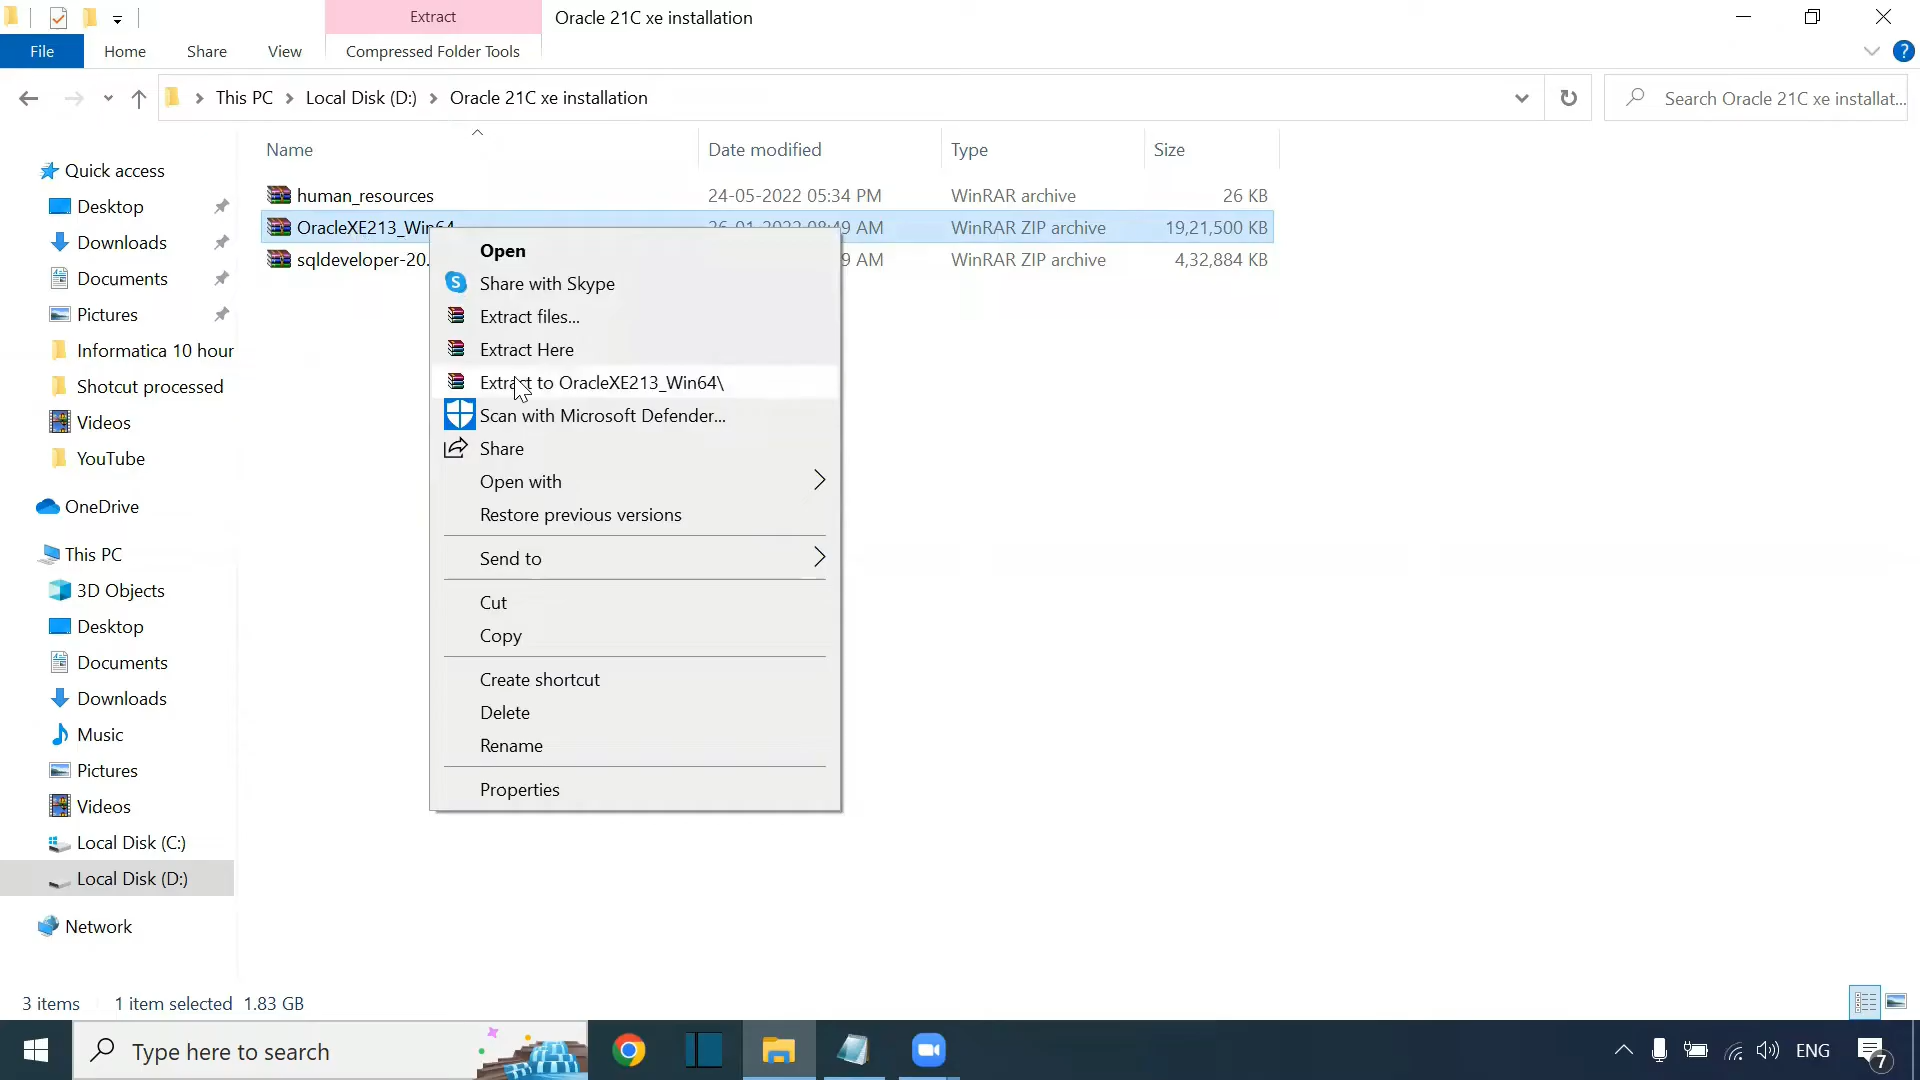 Extract
Oracle 21C xe installation
File
Home
Share
View
Compressed Folder Tools
?
This PC
Local Disk (D:)
Oracle 21C xe installation
Search Oracle 21C xe installat...
Name
Date modified
Type
Size
human_resources
24-05-2022 05:34 PM
WinRAR archive
26 KB
OracleXE213_Win64
WinRAR ZIP archive
19,21,500 KB
sqldeveloper-20.
9 AM
WinRAR ZIP archive
4,32,884 KB
Quick access
Desktop
Downloads
Documents
Pictures
Informatica 10 hour
Shotcut processed
Videos
YouTube
OneDrive
This PC
3D Objects
Desktop
Documents
Downloads
Music
Pictures
Videos
Local Disk (C:)
Local Disk (D:)
Network
Open
S
Share with Skype
Extract files...
Extract Here
Extract to OracleXE213_Win64\
Scan with Microsoft Defender...
Share
Open with
Restore previous versions
Send to
Cut
Copy
Create shortcut
Delete
Rename
Properties
3 items
1 item selected 1.83 GB
Type here to search
ENG
7